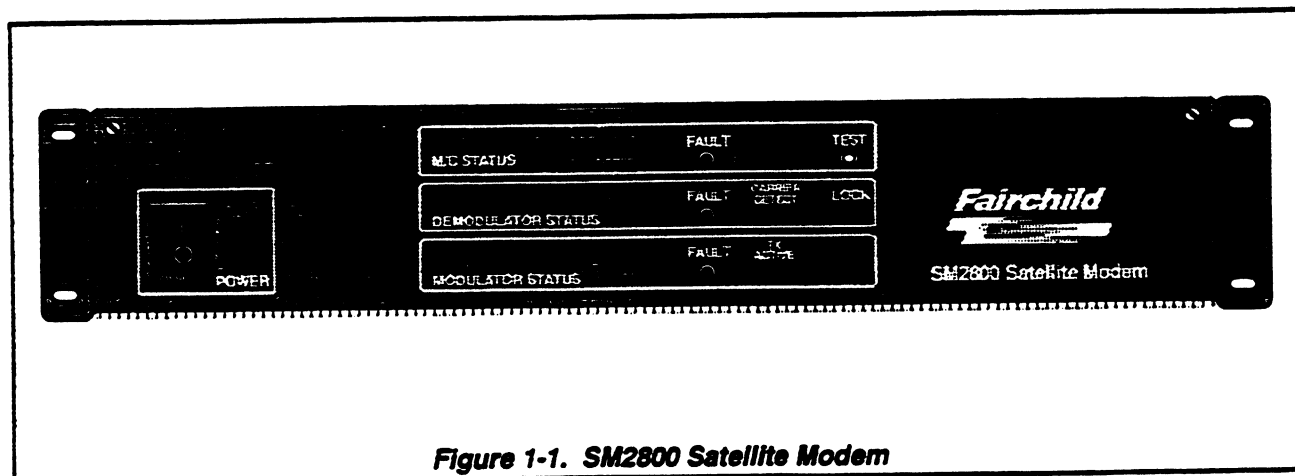 M/C STATUS
FAULT
TEST
DEMODULATOR STATUS
FAULT
CARRIER
DETECT
LOCK
MODULATOR STATUS
FAULT
TX
ACTIVE
POWER
Fairchild
SM2800 Satellite Modem
Figure 1-1. SM2800 Satellite Modem